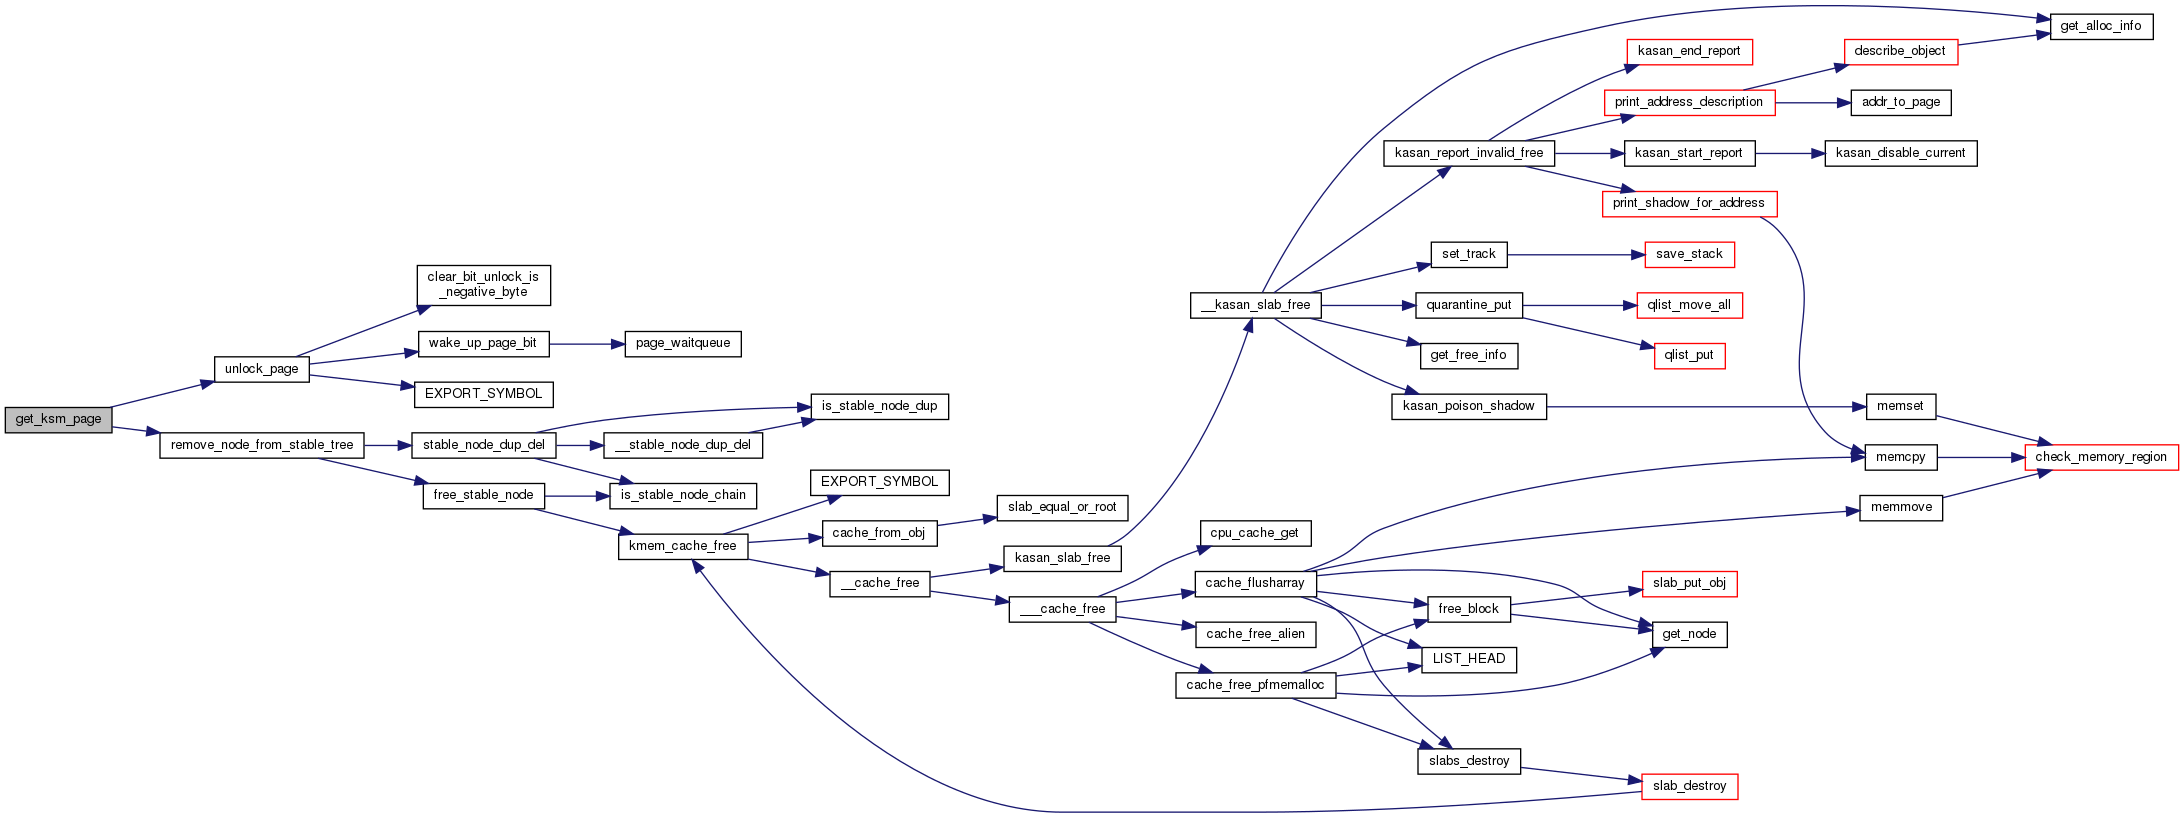 get_alloc_info
kasan_end_report
describe_object
print_address_description
addr_to_page
kasan_report_invalid_free
kasan_start_report
kasan_disable_current
print_shadow_for_address
set_track
save_stack
clear_bit_unlock_is
_negative_byte
__kasan_slab_free
quarantine_put
qlist_move_all
wake_up_page_bit
page_waitqueue
get_free_info
qlist_put
unlock_page
EXPORT_SYMBOL
is_stable_node_dup
kasan_poison_shadow
memset
get_ksm_page
remove_node_from_stable_tree
stable_node_dup_del
__stable_node_dup_del
memcpy
check_memory_region
EXPORT_SYMBOL
free_stable_node
is_stable_node_chain
slab_equal_or_root
memmove
cache_from_obj
cpu_cache_get
kmem_cache_free
kasan_slab_free
__cache_free
cache_flusharray
slab_put_obj
___cache_free
free_block
cache_free_alien
get_node
LIST_HEAD
cache_free_pfmemalloc
slabs_destroy
slab_destroy